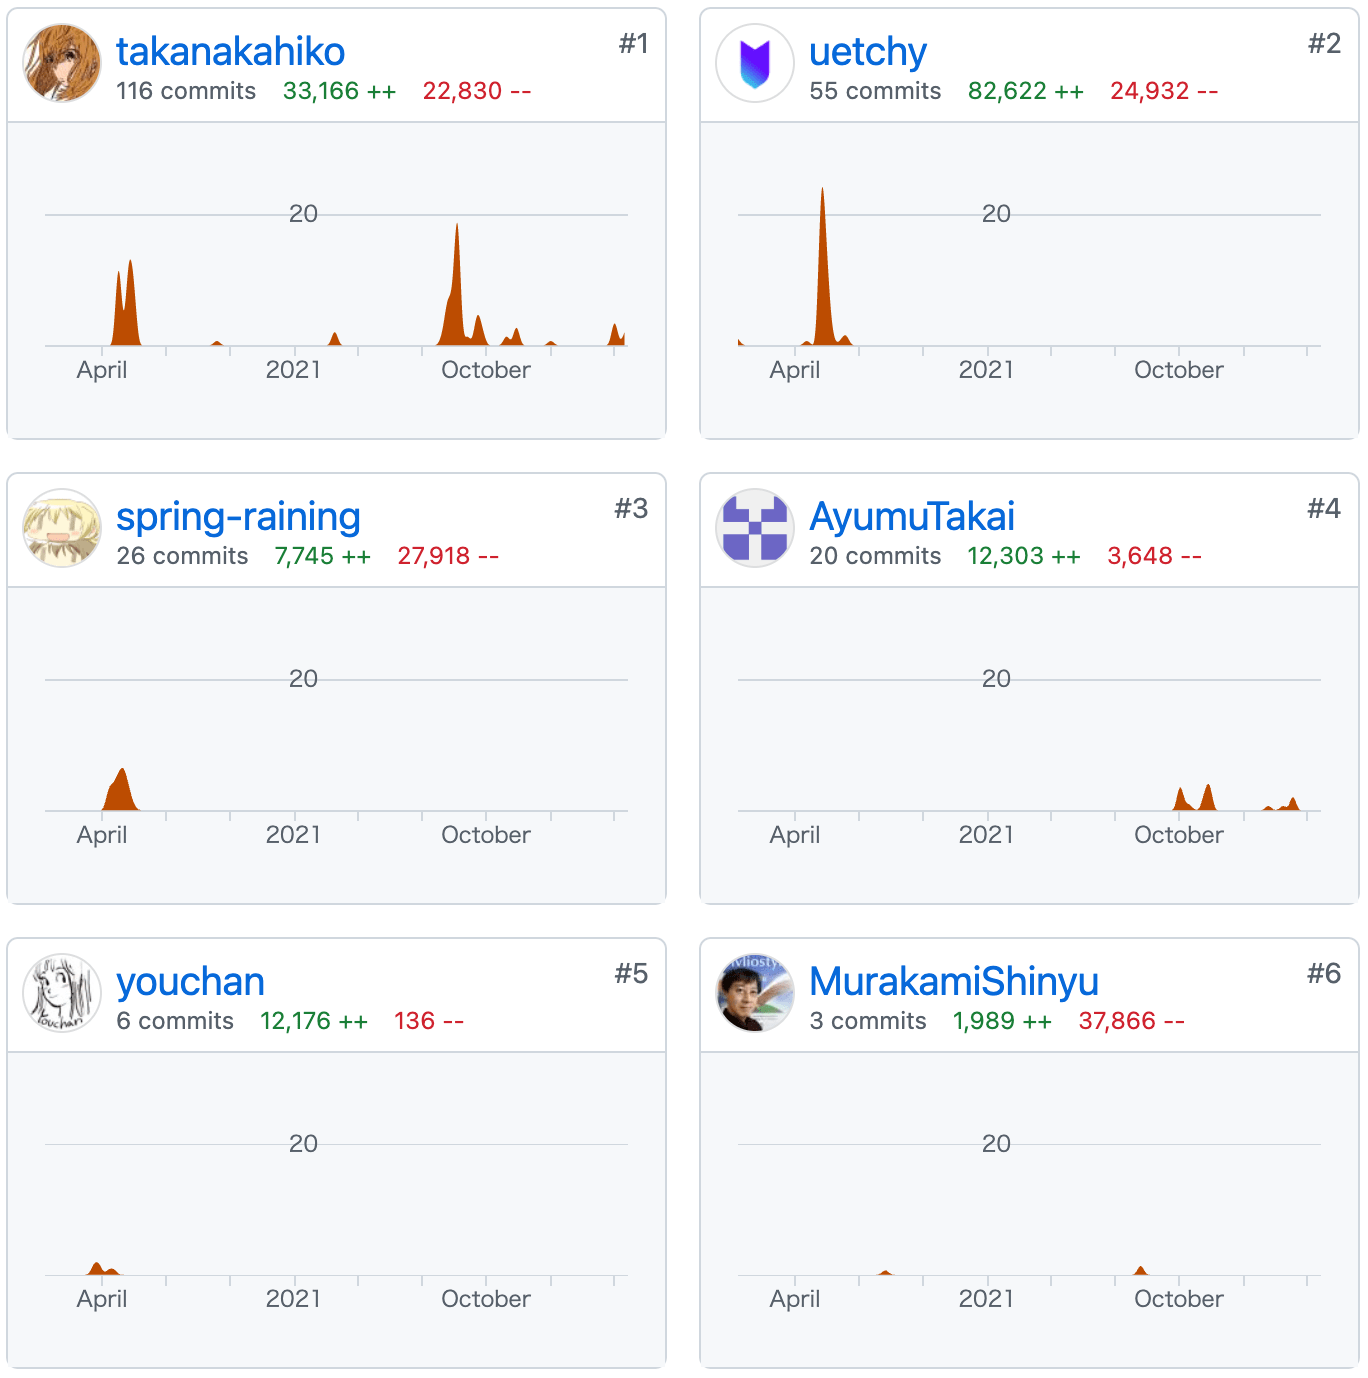 takanakahiko
#1
116 commits 33,166 ++ 22,830 --
20
April 2021 October
uetchy
#2
55 commits 82,622 ++ 24,932 --
20
April 2021 October
spring-raining
#3
26 commits 7,745 ++ 27,918 --
20
April 2021 October
AyumuTakai
#4
20 commits 12,303 ++ 3,648 --
20
April 2021 October
youchan
youchan
#5
6 commits 12,176 ++ 136 --
20
April 2021 October
MurakamiShinyu
#6
3 commits 1,989 ++ 37,866 --
20
April 2021 October